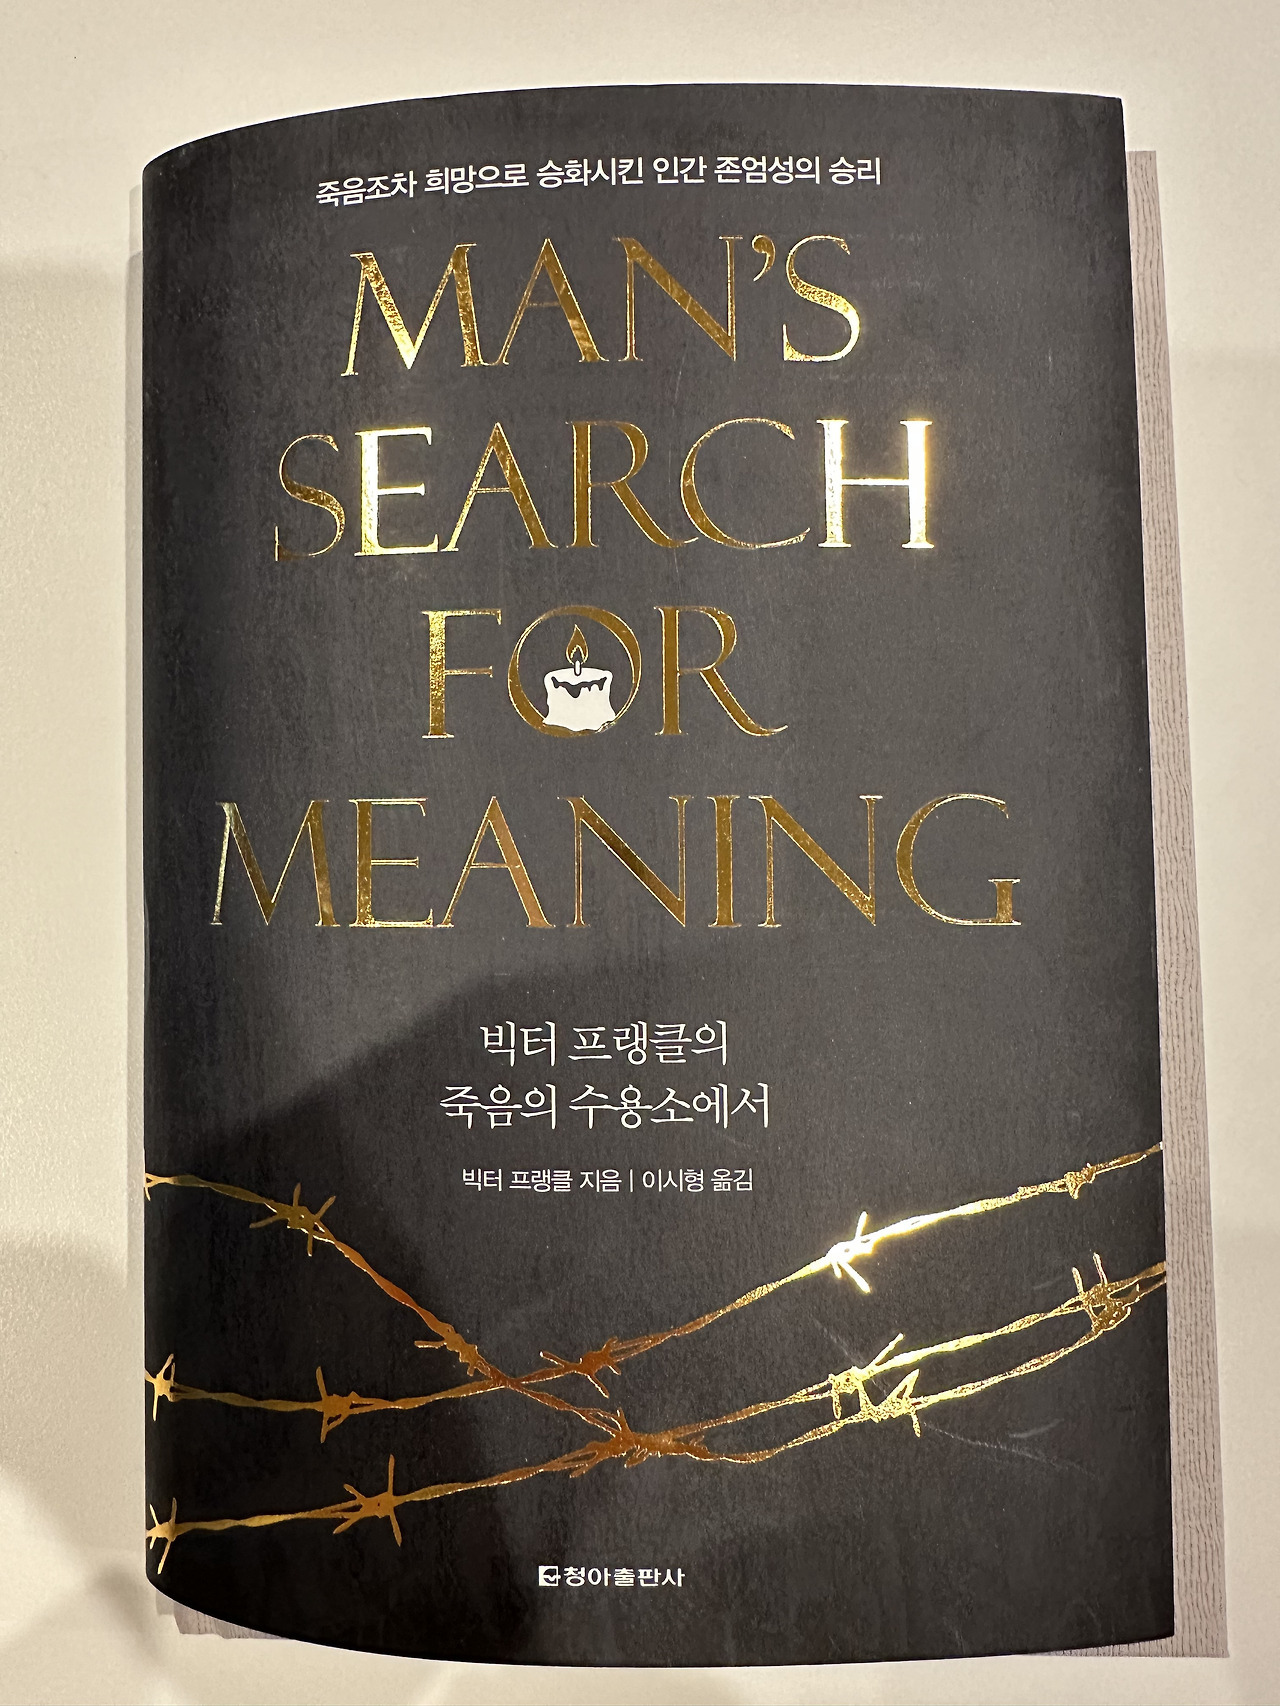 죽음조차 희망으로 승화시킨 인간 존엄성의 승리
MAN'S
SEARCH
FOR
MEANING
빅터 프랭클의
죽음의 수용소에서
빅터 프랭클 지음 | 이시형 옮김
청아출판사